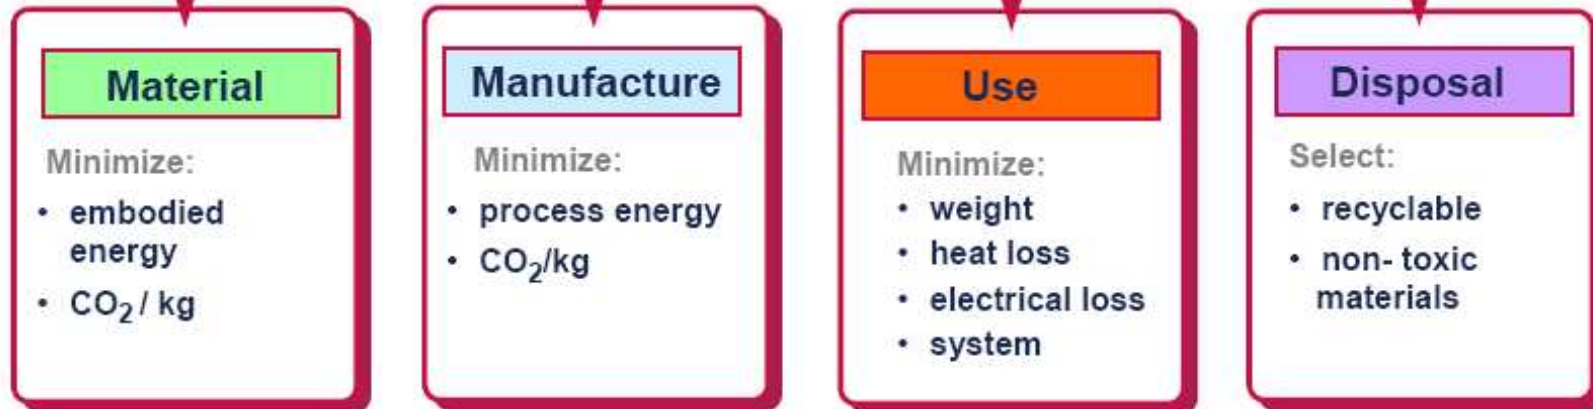 Material
Minimize:
• embodied
energy
• CO₂ / kg
Manufacture
Minimize:
• process energy
• CO₂/kg
Use
Minimize:
• weight
• heat loss
• electrical loss
• system
Disposal
Select:
• recyclable
• non- toxic
materials